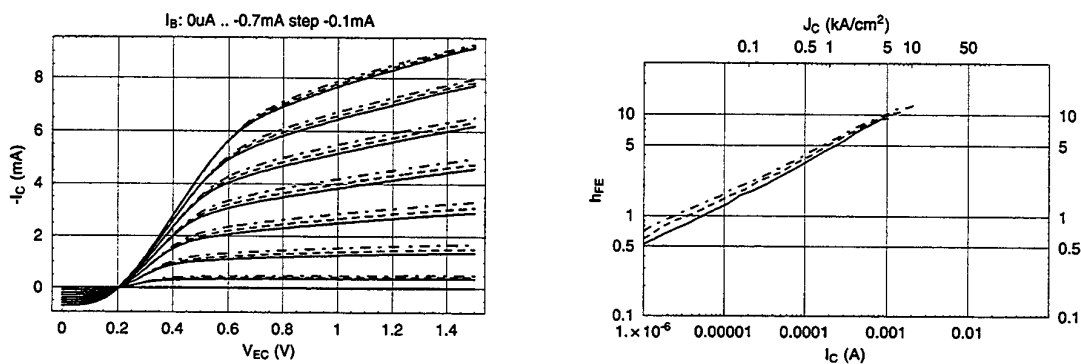 I_B: 0uA .. -0.7mA step -0.1mA
8
6
4
2
0
-I_C (mA)
0 0.2 0.4 0.6 0.8 1 1.2 1.4
V_EC (V)
J_C (kA/cm²)
0.1 0.5 1 5 10 50
10
5
1
0.5
0.1
h_FE
10
5
1
0.5
0.1
1.×10⁻⁶ 0.00001 0.0001 0.001 0.01
I_C (A)